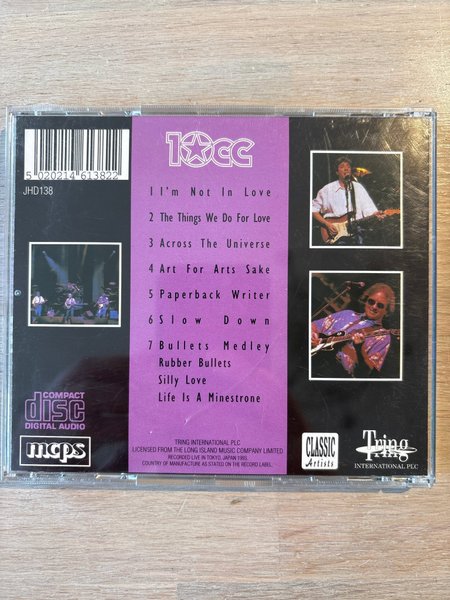 5 020214 613822
JHD138
10CC
1 I'm Not In Love
2 The Things We Do For Love
3 Across The Universe
4 Art For Arts Sake
5 Paperback Writer
6 Slow Down
7 Bullets Medley
Rubber Bullets
Silly Love
Life Is A Minestrone
COMPACT
disc
DIGITAL AUDIO
mcps
TRING INTERNATIONAL PLC
LICENSED FROM THE LONG ISLAND MUSIC COMPANY LIMITED
RECORDED LIVE IN TOKYO, JAPAN 1993.
COUNTRY OF MANUFACTURE AS STATED ON THE RECORD LABEL.
CLASSIC
Artists
Tring
INTERNATIONAL PLC